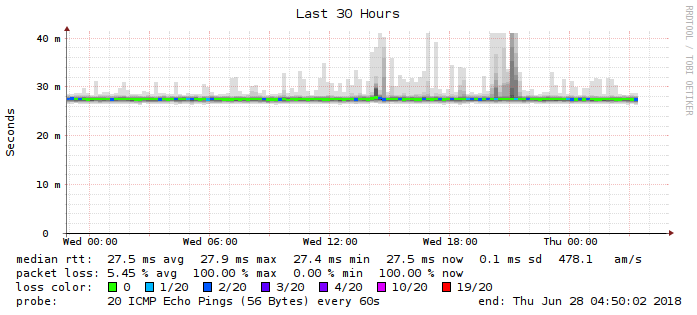 Last 30 Hours
RRDTOOL / TOBI OETIKER
Seconds
40 m
30 m
20 m
10 m
0
Wed 00:00 Wed 06:00 Wed 12:00 Wed 18:00 Thu 00:00
median rtt: 27.5 ms avg 27.9 ms max 27.4 ms min 27.5 ms now 0.1 ms sd 478.1 am/s
packet loss: 5.45 % avg 100.00 % max 0.00 % min 100.00 % now
loss color: 0 1/20 2/20 3/20 4/20 10/20 19/20
probe: 20 ICMP Echo Pings (56 Bytes) every 60s end: Thu Jun 28 04:50:02 2018